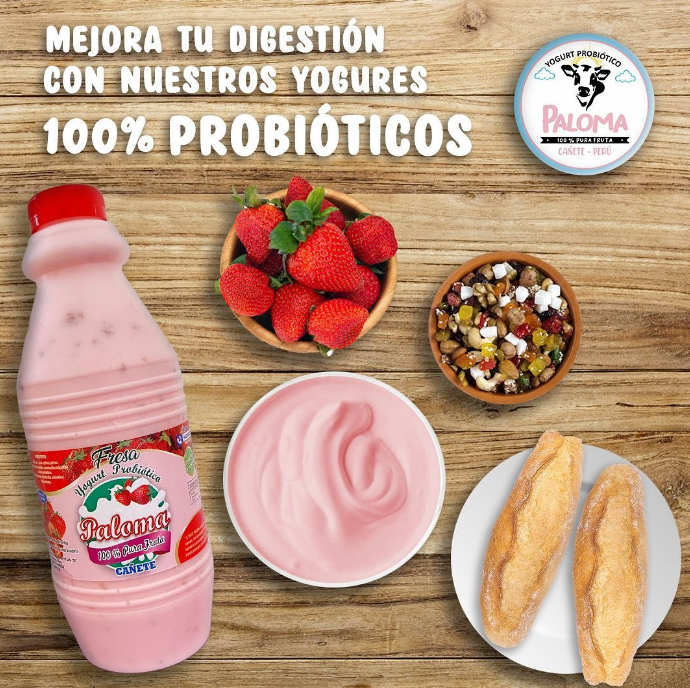 MEJORA TU DIGESTIÓN
CON NUESTROS YOGURES
100% PROBIÓTICOS
YOGURT PROBIÓTICO
PALOMA
100% PURA FRUTA
CAÑETE - PERÚ
Fresa
Yogurt Probiótico
Paloma
100% Pura Fruta
CAÑETE